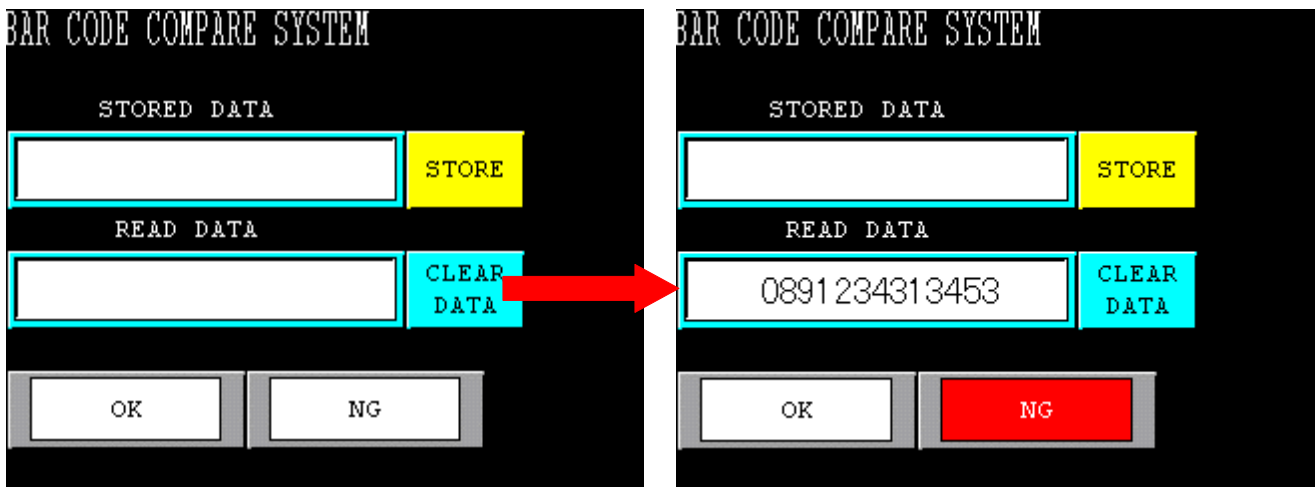 BAR CODE COMPARE SYSTEM
STORED DATA
STORE
READ DATA
CLEAR
DATA
OK
NG
BAR CODE COMPARE SYSTEM
STORED DATA
STORE
READ DATA
0891234313453
CLEAR
DATA
OK
NG